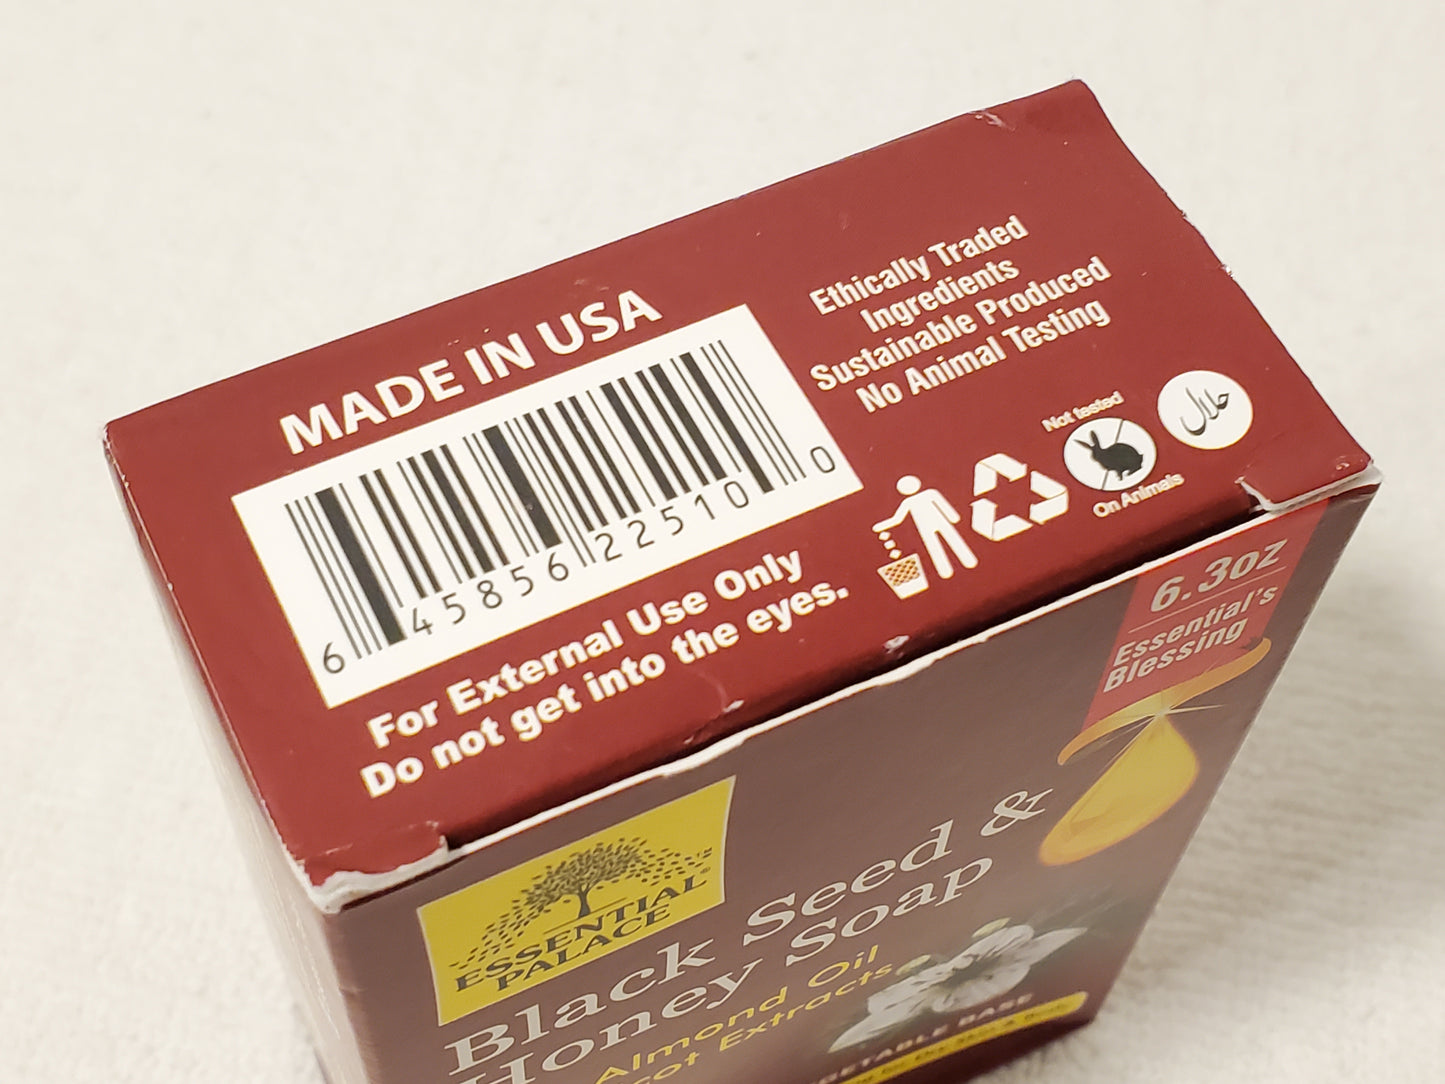 MADE IN USA
6 45856 22510 0
For External Use Only
Do not get into the eyes.
Ethically Traded
Ingredients
Sustainable Produced
No Animal Testing
Not tested
On Animals
حلال
6.3oz
Essential's
Blessing
ESSENTIAL
PALACE®
Black Seed &
Honey Soap
Almond Oil
Extracts
BASE